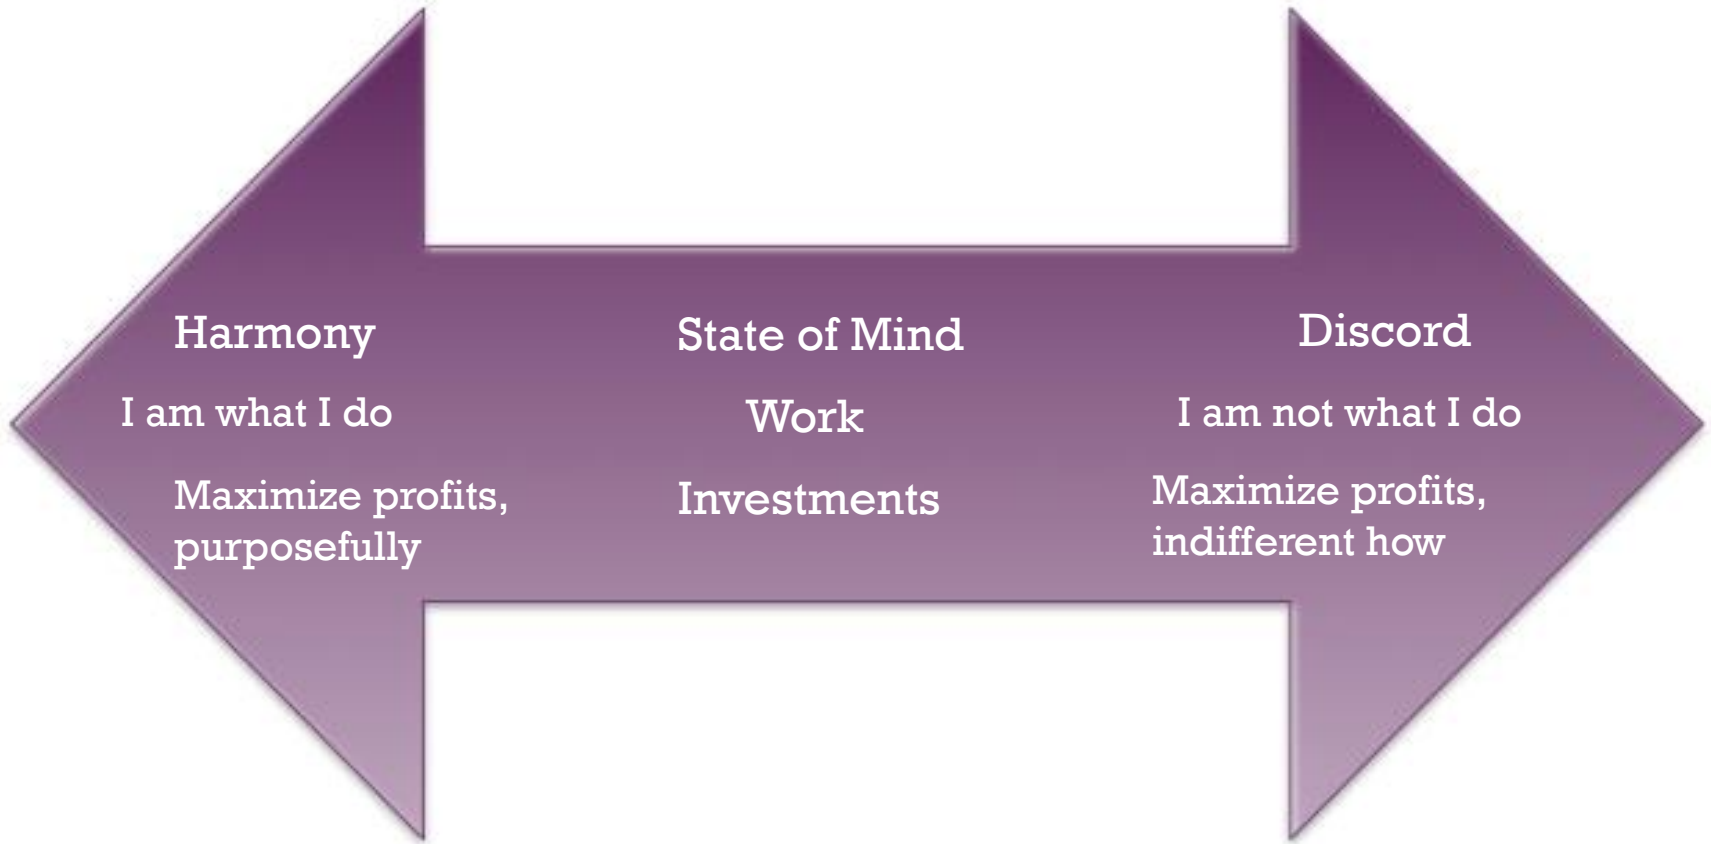 Harmony
State of Mind
Discord
I am what I do
Work
I am not what I do
Maximize profits,
purposefully
Investments
Maximize profits,
indifferent how